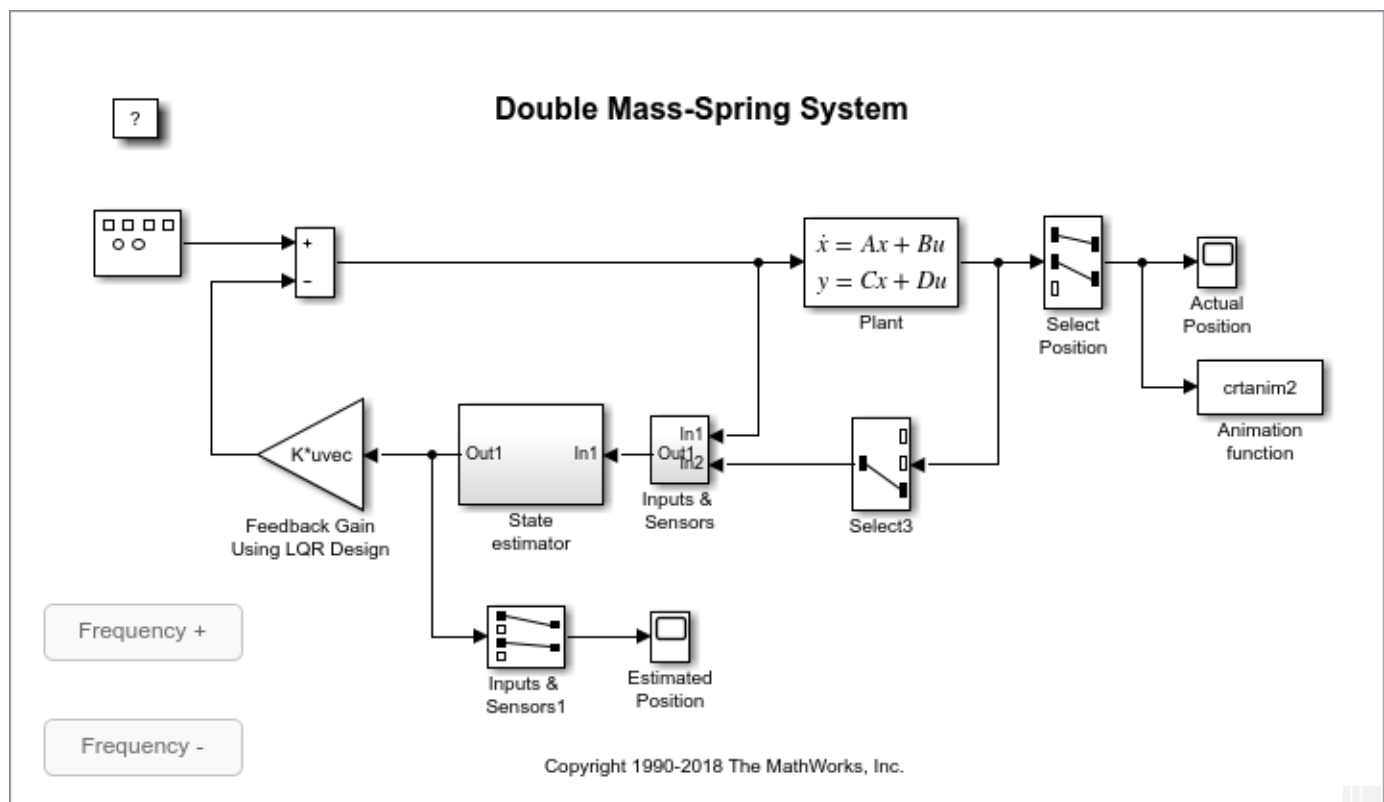 ?
Double Mass-Spring System
+
−
ẋ = Ax + Bu
y = Cx + Du
Plant
Select
Position
Actual
Position
crtanim2
Animation
function
K*uvec
Feedback Gain
Using LQR Design
Out1
In1
State
estimator
In1
Out1
In2
Inputs &
Sensors
Select3
Inputs &
Sensors1
Estimated
Position
Frequency +
Frequency -
Copyright 1990-2018 The MathWorks, Inc.